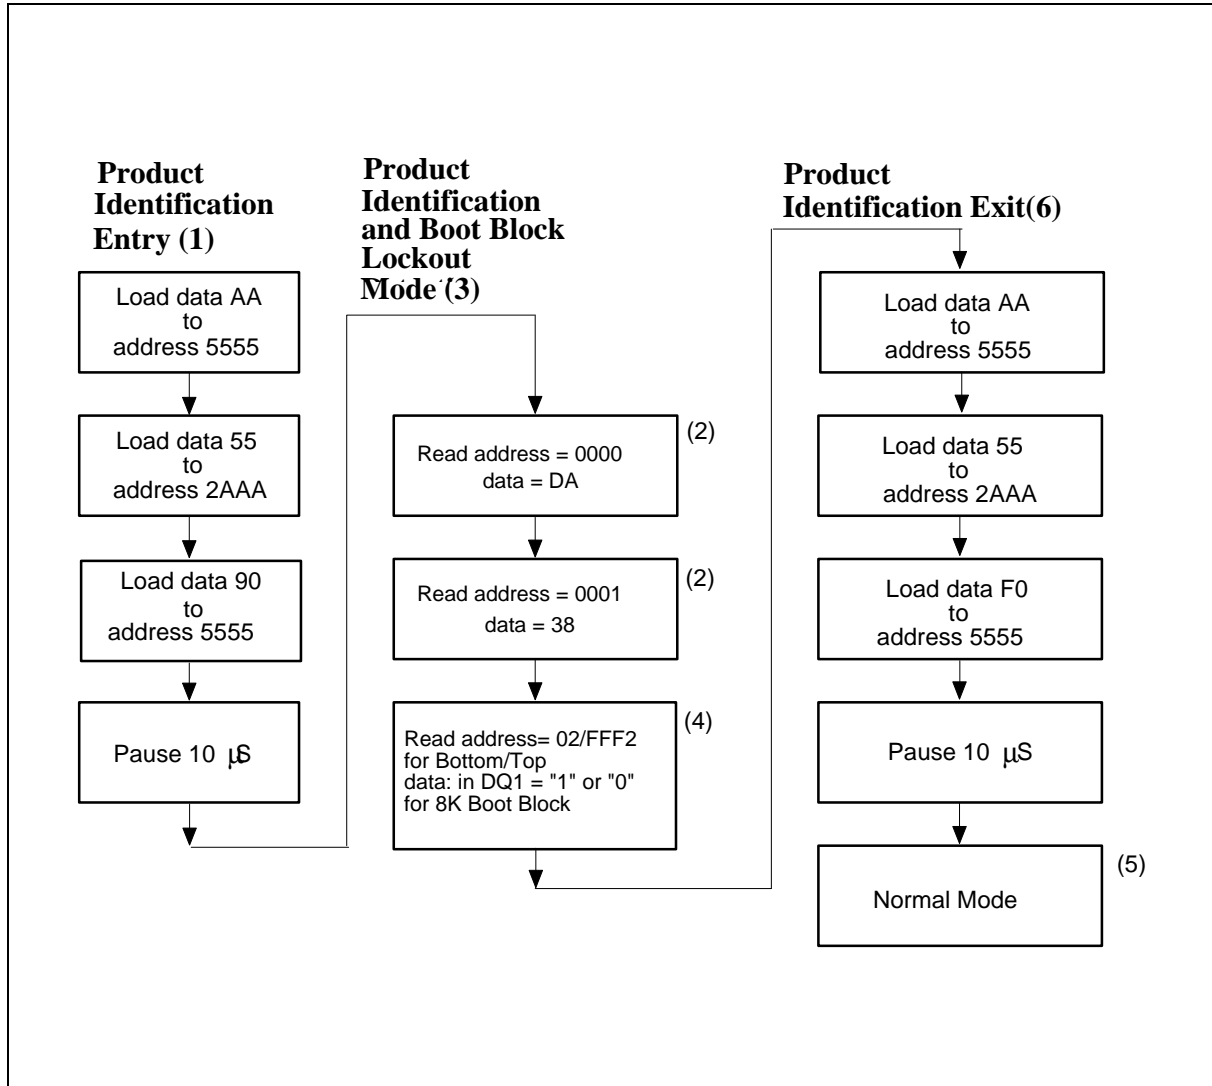 Product
Identification
Entry (1)
Load data AA
to
address 5555
Load data 55
to
address 2AAA
Load data 90
to
address 5555
Pause 10 μS
Product
Identification
and Boot Block
Lockout
Mode (3)
Read address = 0000
data = DA
(2)
Read address = 0001
data = 38
(2)
Read address= 02/FFF2
for Bottom/Top
data: in DQ1 = "1" or "0"
for 8K Boot Block
(4)
Product
Identification Exit(6)
Load data AA
to
address 5555
Load data 55
to
address 2AAA
Load data F0
to
address 5555
Pause 10 μS
Normal Mode
(5)